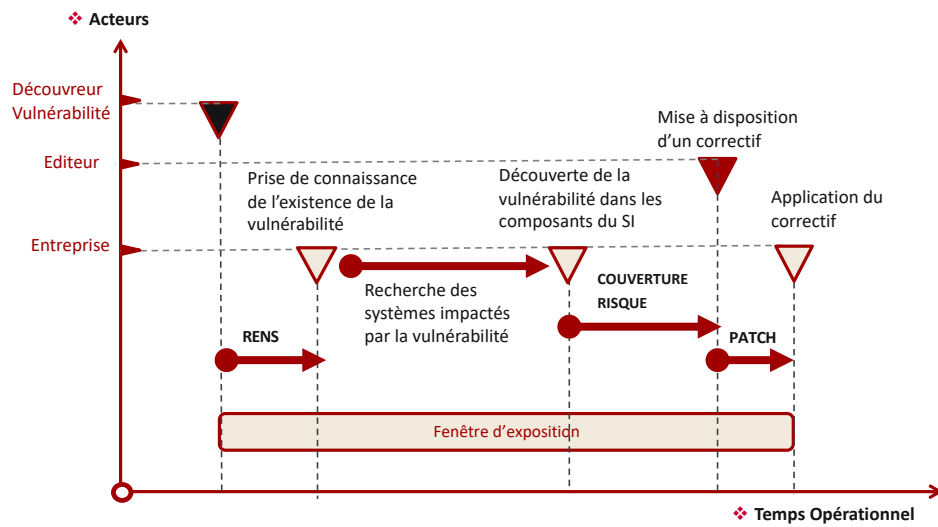 Acteurs
Découvreur
Vulnérabilité
Mise à disposition
d'un correctif
Editeur
Prise de connaissance
de l'existence de la
vulnérabilité
Découverte de la
vulnérabilité dans les
composants du SI
Application du
correctif
Entreprise
Recherche des
systèmes impactés
par la vulnérabilité
COUVERTURE
RISQUE
RENS
PATCH
Fenêtre d'exposition
Temps Opérationnel